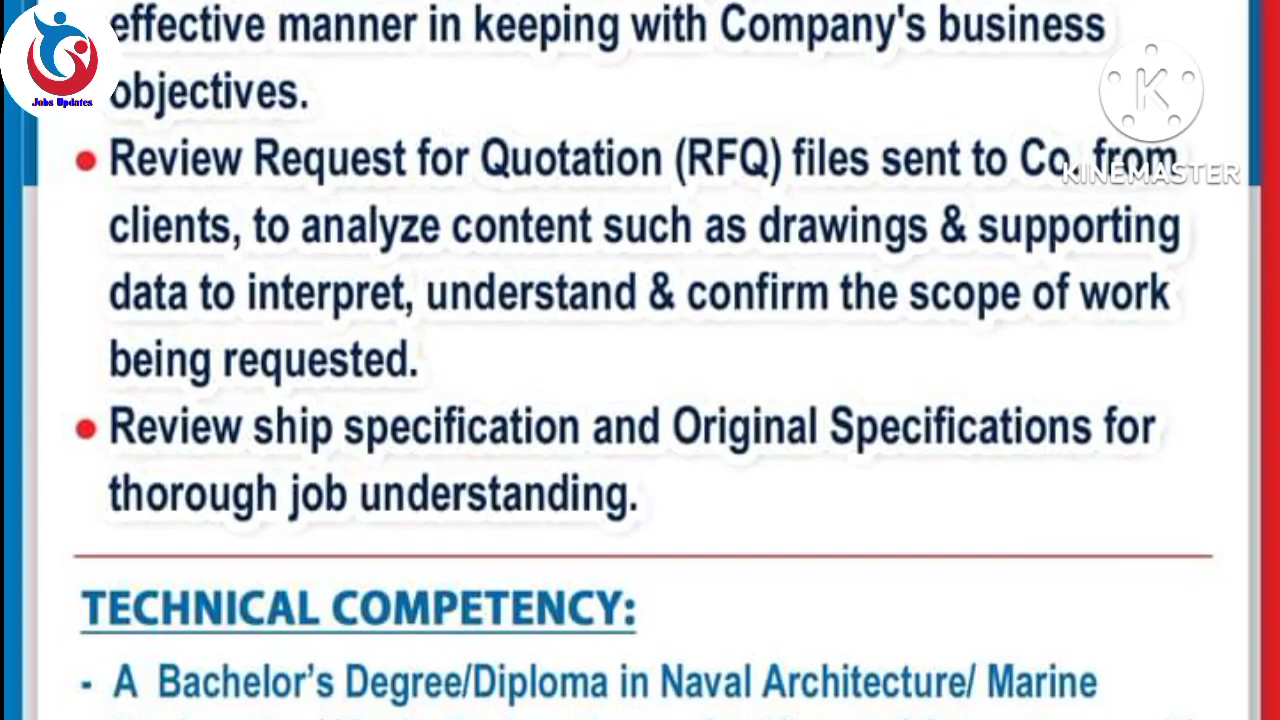 effective manner in keeping with Company's business
objectives.
Jobs Updates
K
KINEMASTER
● Review Request for Quotation (RFQ) files sent to Co. from
clients, to analyze content such as drawings & supporting
data to interpret, understand & confirm the scope of work
being requested.
● Review ship specification and Original Specifications for
thorough job understanding.
TECHNICAL COMPETENCY:
- A Bachelor’s Degree/Diploma in Naval Architecture/ Marine